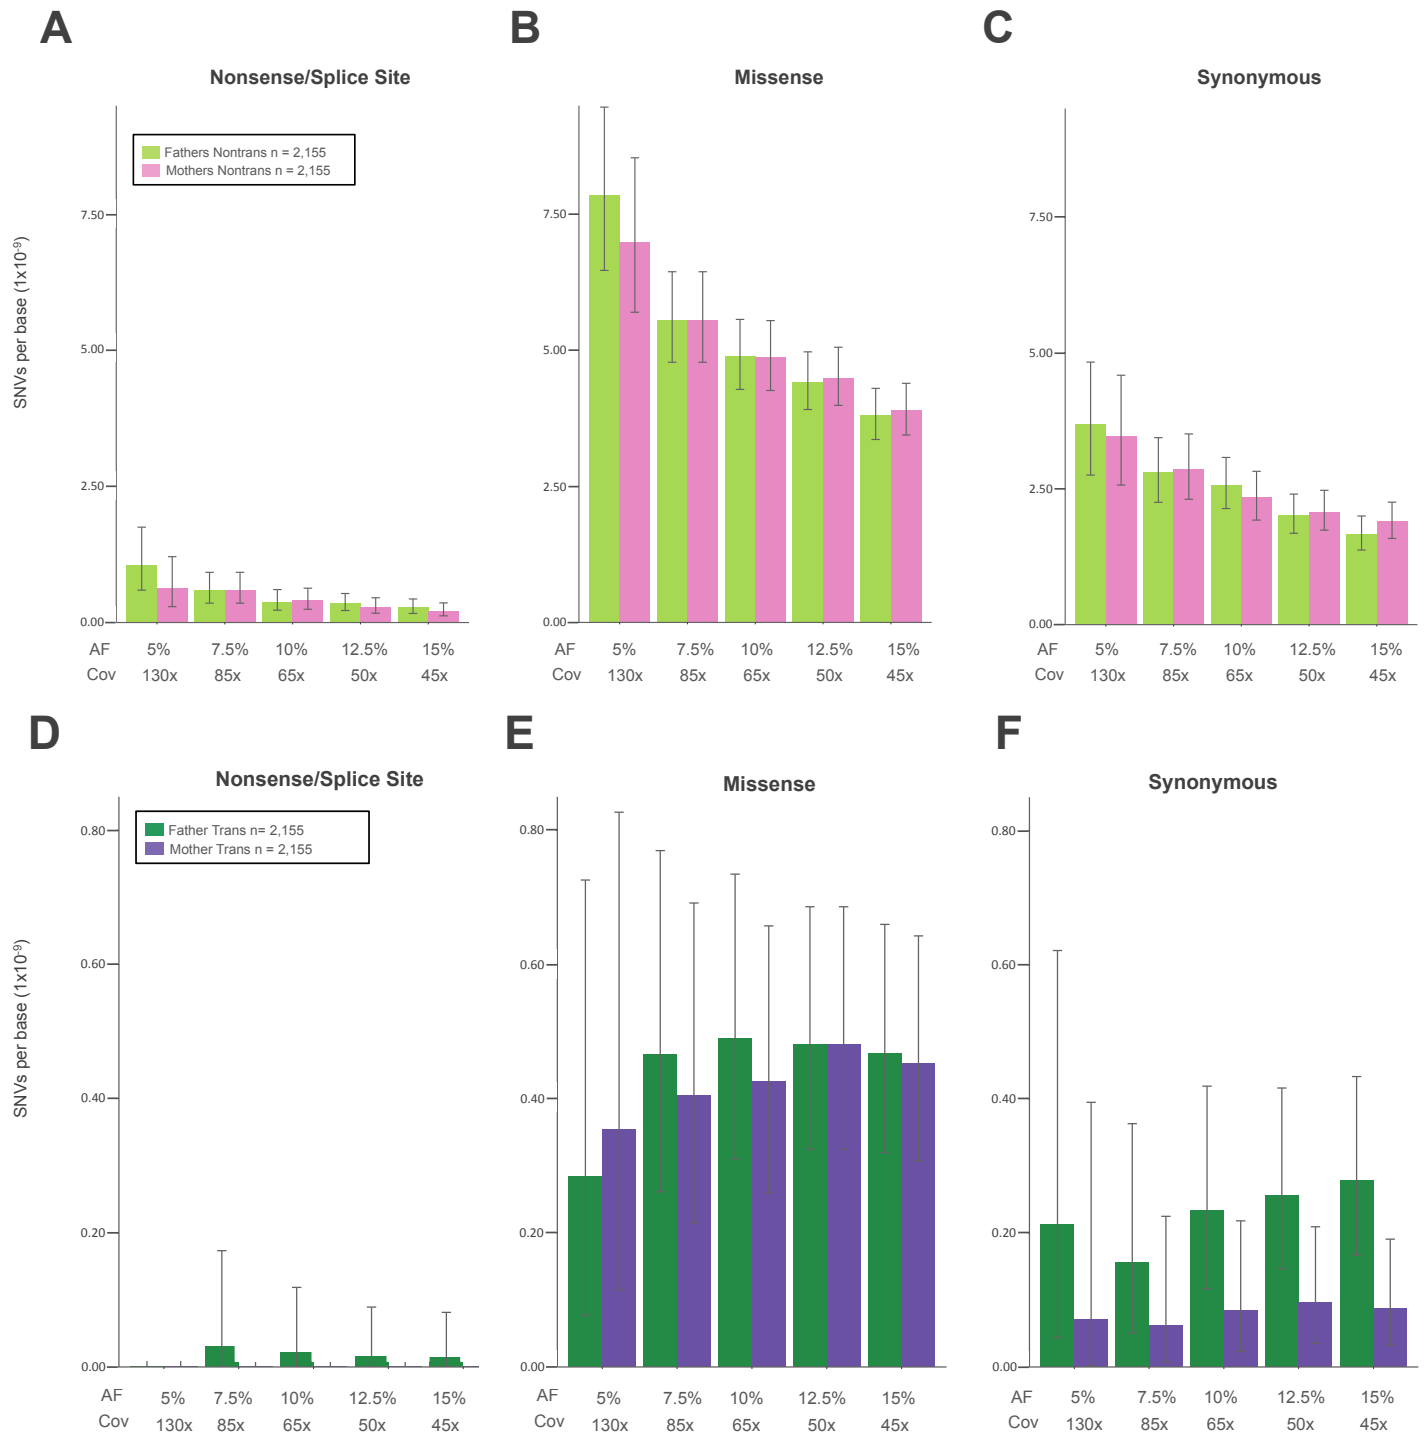 A
B
C
Nonsense/Splice Site
Missense
Synonymous
Fathers Nontrans n = 2,155
Mothers Nontrans n = 2,155
SNVs per base (1x10⁻⁹)
7.50
5.00
2.50
0.00
7.50
5.00
2.50
0.00
7.50
5.00
2.50
0.00
AF 5% 7.5% 10% 12.5% 15%
Cov 130x 85x 65x 50x 45x
AF 5% 7.5% 10% 12.5% 15%
Cov 130x 85x 65x 50x 45x
AF 5% 7.5% 10% 12.5% 15%
Cov 130x 85x 65x 50x 45x
D
E
F
Nonsense/Splice Site
Missense
Synonymous
Father Trans n= 2,155
Mother Trans n = 2,155
SNVs per base (1x10⁻⁹)
0.80
0.60
0.40
0.20
0.00
0.80
0.60
0.40
0.20
0.00
0.80
0.60
0.40
0.20
0.00
AF 5% 7.5% 10% 12.5% 15%
Cov 130x 85x 65x 50x 45x
AF 5% 7.5% 10% 12.5% 15%
Cov 130x 85x 65x 50x 45x
AF 5% 7.5% 10% 12.5% 15%
Cov 130x 85x 65x 50x 45x